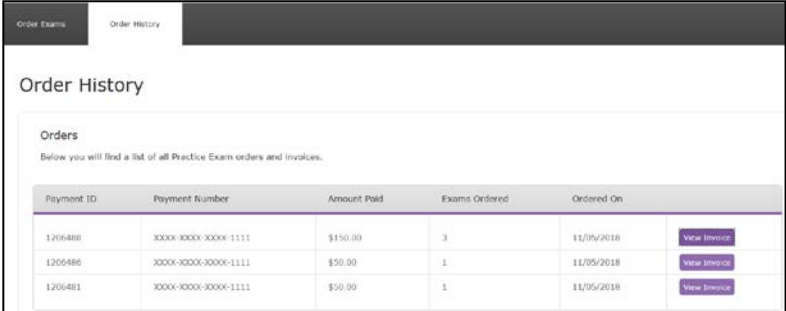 Order Exams Order History
Order History
Orders
Below you will find a list of all Practice Exam orders and invoices.
Payment ID Payment Number Amount Paid Exams Ordered Ordered On
1206488 XXXX-XXXX-XXXX-1111 $150.00 3 11/05/2018 View Invoice
1206486 XXXX-XXXX-XXXX-1111 $50.00 1 11/05/2018 View Invoice
1206481 XXXX-XXXX-XXXX-1111 $50.00 1 11/05/2018 View Invoice